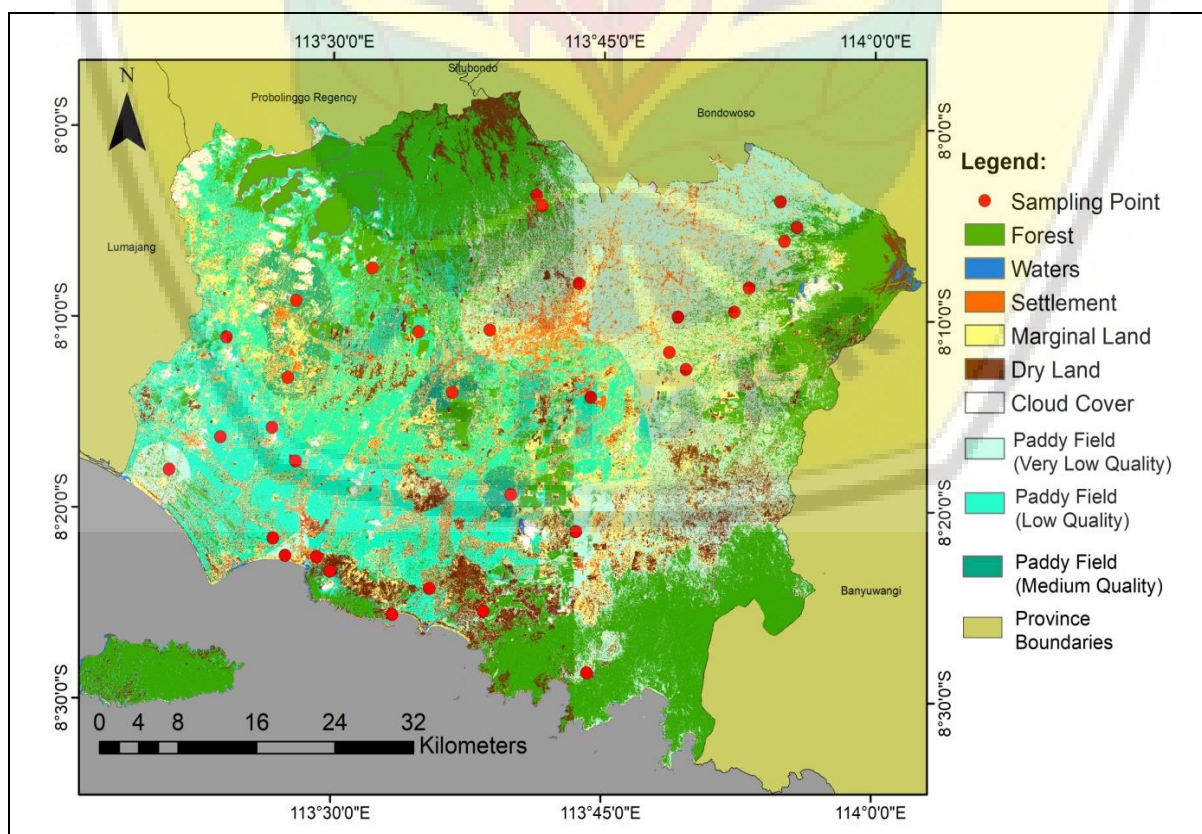 113°30'0"E
113°45'0"E
114°0'0"E
Situbondo
N
Probolinggo Regency
Bondowoso
8°0'0"S
8°0'0"S
Legend:
Sampling Point
Forest
Lumajang
Waters
Settlement
8°10'0"S
8°10'0"S
Marginal Land
Dry Land
Cloud Cover
Paddy Field
(Very Low Quality)
8°20'0"S
8°20'0"S
Paddy Field
(Low Quality)
Paddy Field
(Medium Quality)
Banyuwangi
Province
Boundaries
8°30'0"S
8°30'0"S
0 4 8 16 24 32
Kilometers
113°30'0"E
113°45'0"E
114°0'0"E